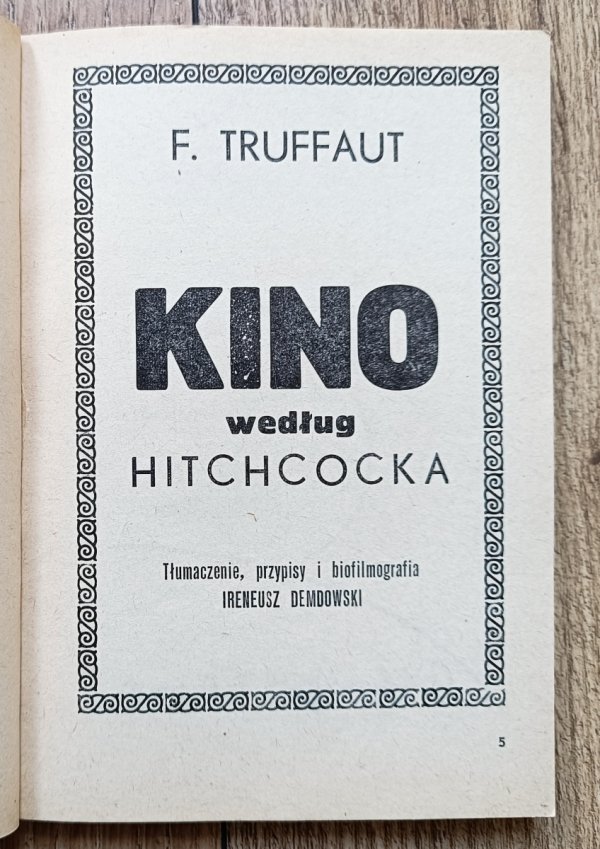 F. TRUFFAUT
KINO
według
HITCHCOCKA
Tłumaczenie, przypisy i biofilmografia
IRENEUSZ DEMDOWSKI
5